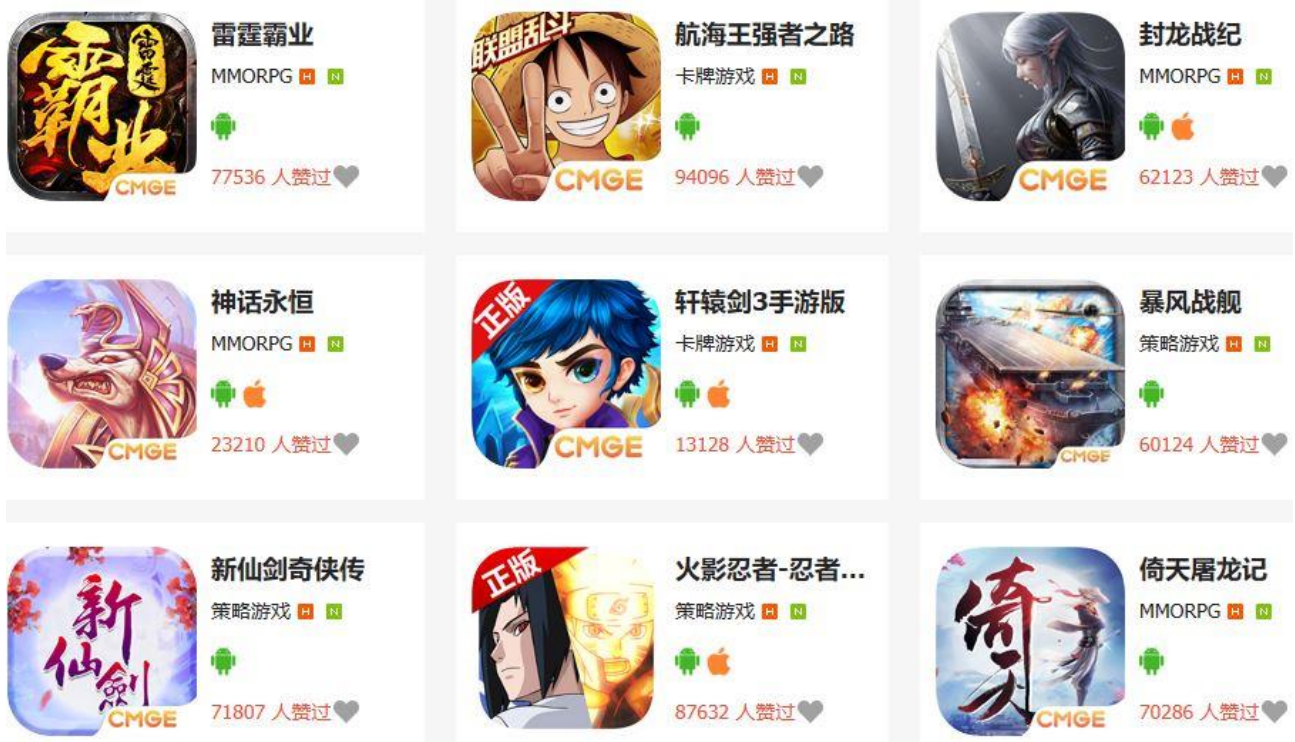 霸业
雷霆
CMGE
雷霆霸业
MMORPG H N
77536 人赞过
联盟乱斗
CMGE
航海王强者之路
卡牌游戏 H N
94096 人赞过
CMGE
封龙战纪
MMORPG H N
62123 人赞过
CMGE
神话永恒
MMORPG H N
23210 人赞过
正版
CMGE
轩辕剑3手游版
卡牌游戏 H N
13128 人赞过
CMGE
暴风战舰
策略游戏 H N
60124 人赞过
新仙劍
CMGE
新仙剑奇侠传
策略游戏 H N
71807 人赞过
正版
火影忍者-忍者...
策略游戏 H N
87632 人赞过
倚天
CMGE
倚天屠龙记
MMORPG H N
70286 人赞过